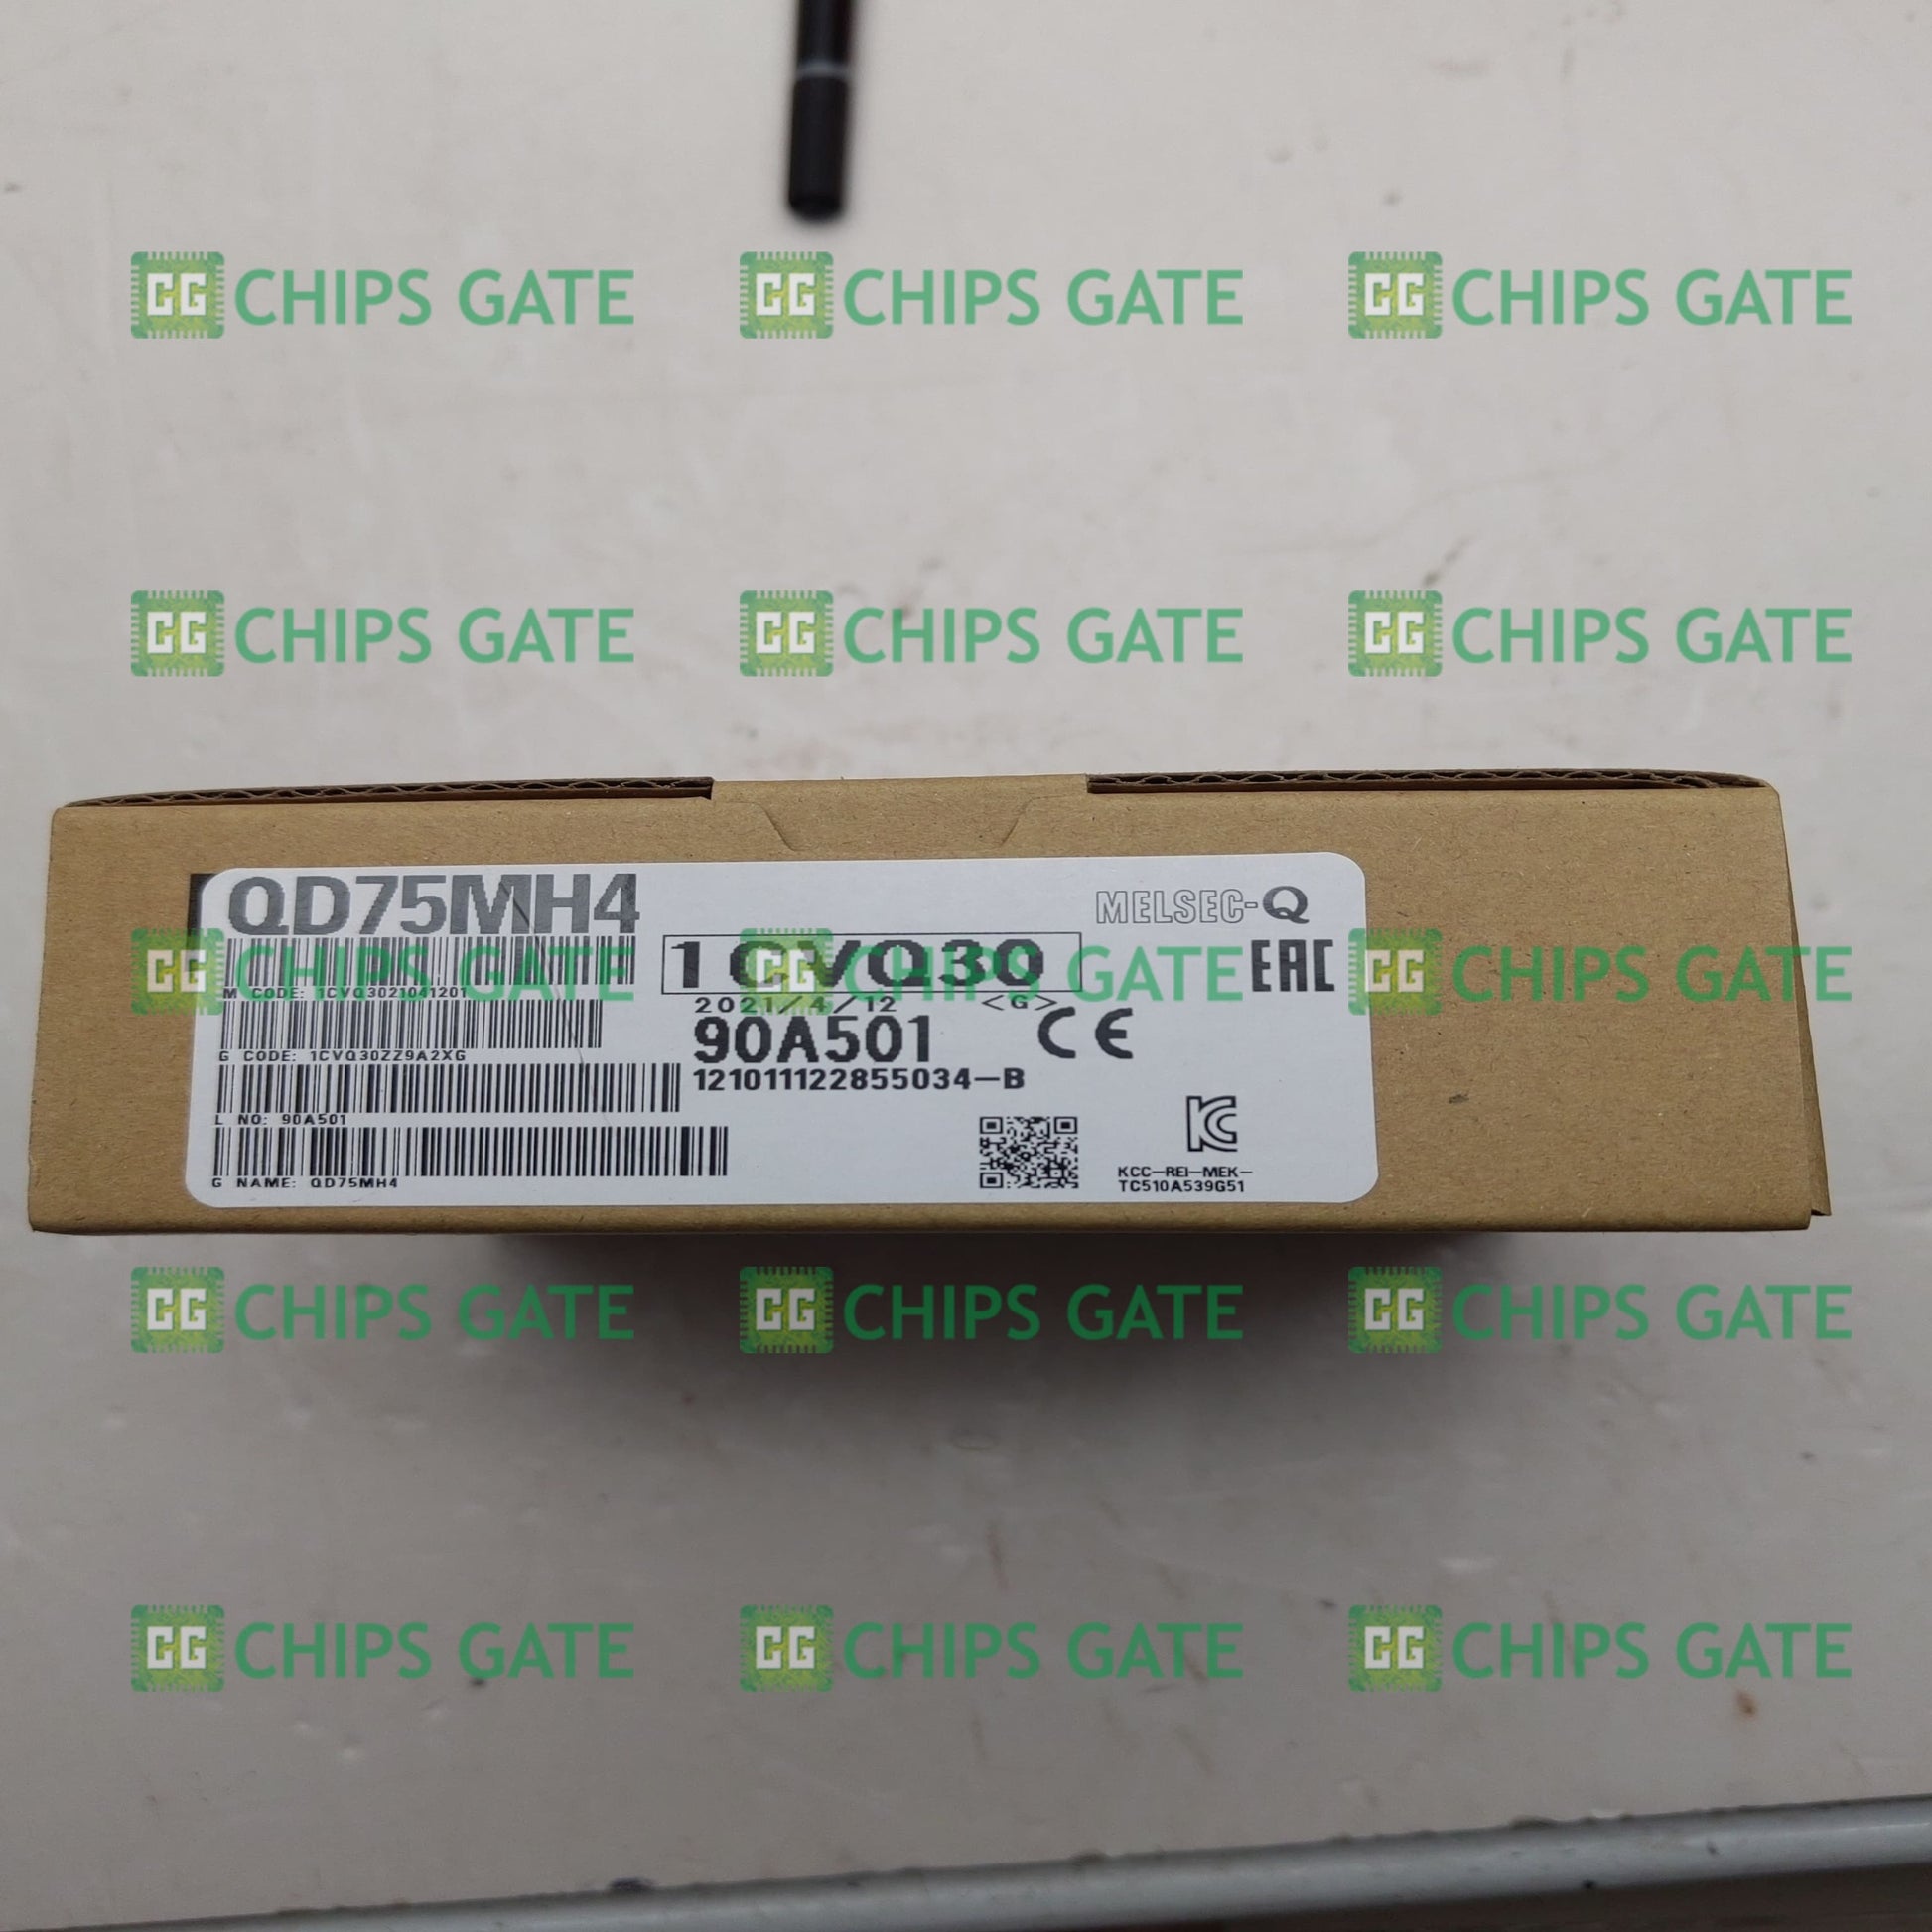 CG CHIPS GATE CG CHIPS GATE CG CHIPS GATE
CG CHIPS GATE CG CHIPS GATE CG CHIPS GATE
QD75MH4
MELSEC-Q
CG CHIPS GATE CG CHIPS GATE CG CHIPS GATE
1CVQ30
EAC
M CODE: 1CVQ3021041201
2021/4/12 <G>
90A501 CE
G CODE: 1CVQ30ZZ9A2XG
121011122855034-B
L NO: 90A501
KC
KCC-REI-MEK-
TC510A539G51
G NAME: QD75MH4
CG CHIPS GATE CG CHIPS GATE CG CHIPS GATE
CG CHIPS GATE CG CHIPS GATE CG CHIPS GATE